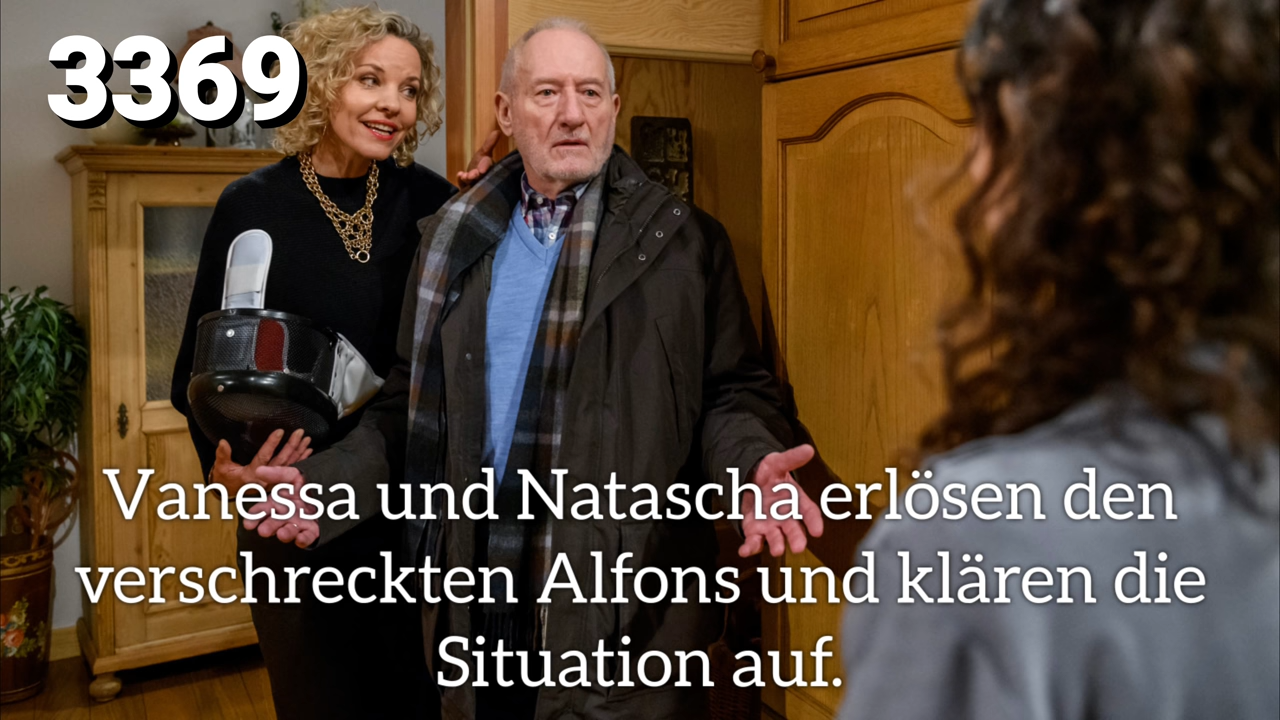 3369
Vanessa und Natascha erlösen den
verschreckten Alfons und klären die
Situation auf.